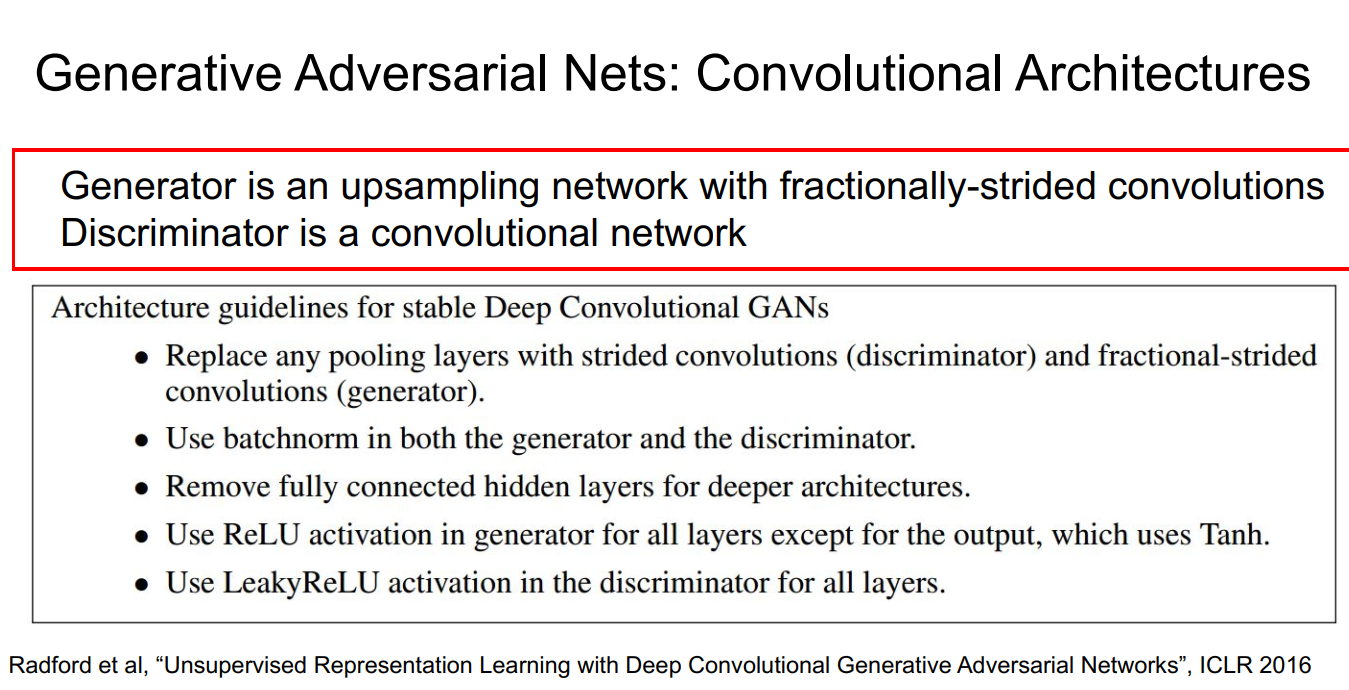 Generative Adversarial Nets: Convolutional Architectures
Generator is an upsampling network with fractionally-strided convolutions
Discriminator is a convolutional network
Architecture guidelines for stable Deep Convolutional GANs
• Replace any pooling layers with strided convolutions (discriminator) and fractional-strided
convolutions (generator).
• Use batchnorm in both the generator and the discriminator.
• Remove fully connected hidden layers for deeper architectures.
• Use ReLU activation in generator for all layers except for the output, which uses Tanh.
• Use LeakyReLU activation in the discriminator for all layers.
Radford et al, “Unsupervised Representation Learning with Deep Convolutional Generative Adversarial Networks”, ICLR 2016